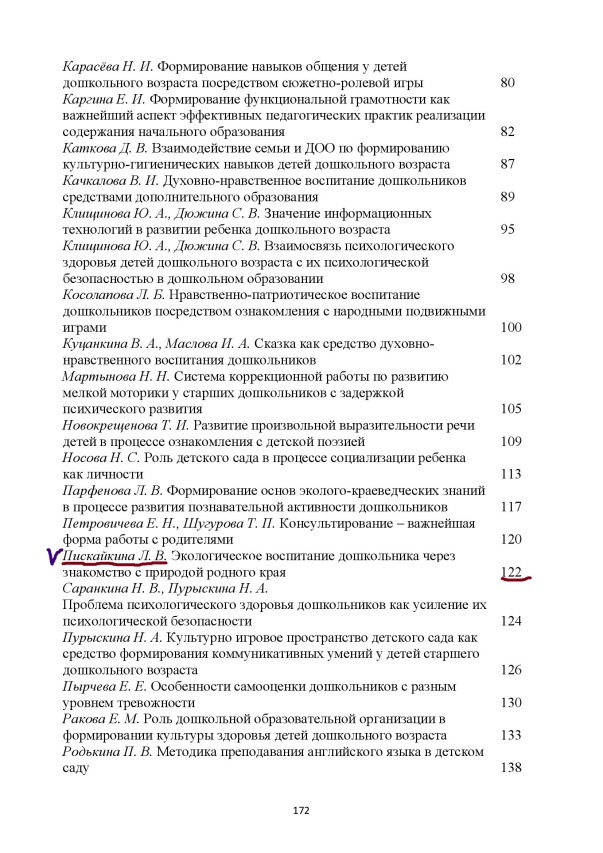 Карасёва Н. И. Формирование навыков общения у детей
дошкольного возраста посредством сюжетно-ролевой игры 80
Каргина Е. И. Формирование функциональной грамотности как
важнейший аспект эффективных педагогических практик реализации
содержания начального образования 82
Каткова Д. В. Взаимодействие семьи и ДОО по формированию
культурно-гигиенических навыков детей дошкольного возраста 87
Качкалова В. И. Духовно-нравственное воспитание дошкольников
средствами дополнительного образования 89
Клищинова Ю. А., Дюжина С. В. Значение информационных
технологий в развитии ребенка дошкольного возраста 95
Клищинова Ю. А., Дюжина С. В. Взаимосвязь психологического
здоровья детей дошкольного возраста с их психологической
безопасностью в дошкольном образовании 98
Косолапова Л. Б. Нравственно-патриотическое воспитание
дошкольников посредством ознакомления с народными подвижными
играми 100
Куцанкина В. А., Маслова И. А. Сказка как средство духовно-
нравственного воспитания дошкольников 102
Мартынова Н. Н. Система коррекционной работы по развитию
мелкой моторики у старших дошкольников с задержкой
психического развития 105
Новокрещенова Т. И. Развитие произвольной выразительности речи
детей в процессе ознакомления с детской поэзией 109
Носова Н. С. Роль детского сада в процессе социализации ребенка
как личности 113
Парфенова Л. В. Формирование основ эколого-краеведческих знаний
в процессе развития познавательной активности дошкольников 117
Петровичева Е. Н., Шугурова Т. П. Консультирование – важнейшая
форма работы с родителями 120
Пискайкина Л. В. Экологическое воспитание дошкольника через
знакомство с природой родного края 122
Саранкина Н. В., Пурыскина Н. А.
Проблема психологического здоровья дошкольников как усиление их
психологической безопасности 124
Пурыскина Н. А. Культурно игровое пространство детского сада как
средство формирования коммуникативных умений у детей старшего
дошкольного возраста 126
Пырчева Е. Е. Особенности самооценки дошкольников с разным
уровнем тревожности 130
Ракова Е. М. Роль дошкольной образовательной организации в
формировании культуры здоровья детей дошкольного возраста 133
Родькина П. В. Методика преподавания английского языка в детском
саду 138
172